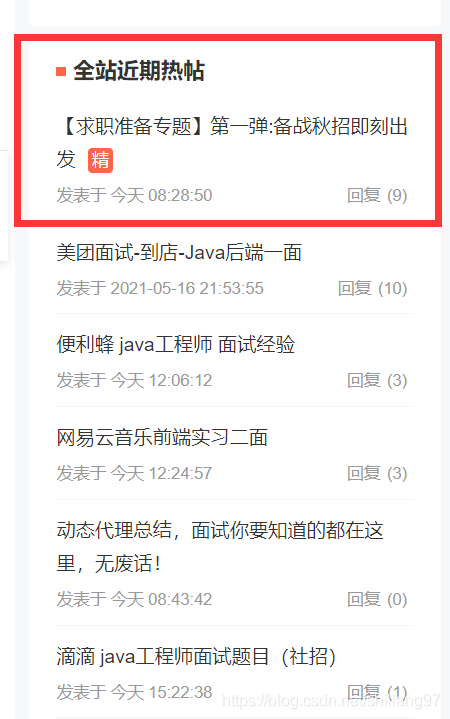 全站近期热帖
【求职准备专题】第一弹:备战秋招即刻出
发 精
发表于 今天 08:28:50 回复 (9)
美团面试-到店-Java后端一面
发表于 2021-05-16 21:53:55 回复 (10)
便利蜂 java工程师 面试经验
发表于 今天 12:06:12 回复 (3)
网易云音乐前端实习二面
发表于 今天 12:24:57 回复 (3)
动态代理总结，面试你要知道的都在这
里，无废话！
发表于 今天 08:43:42 回复 (0)
滴滴 java工程师面试题目（社招）
发表于 今天 15:22:38 回复 (1)